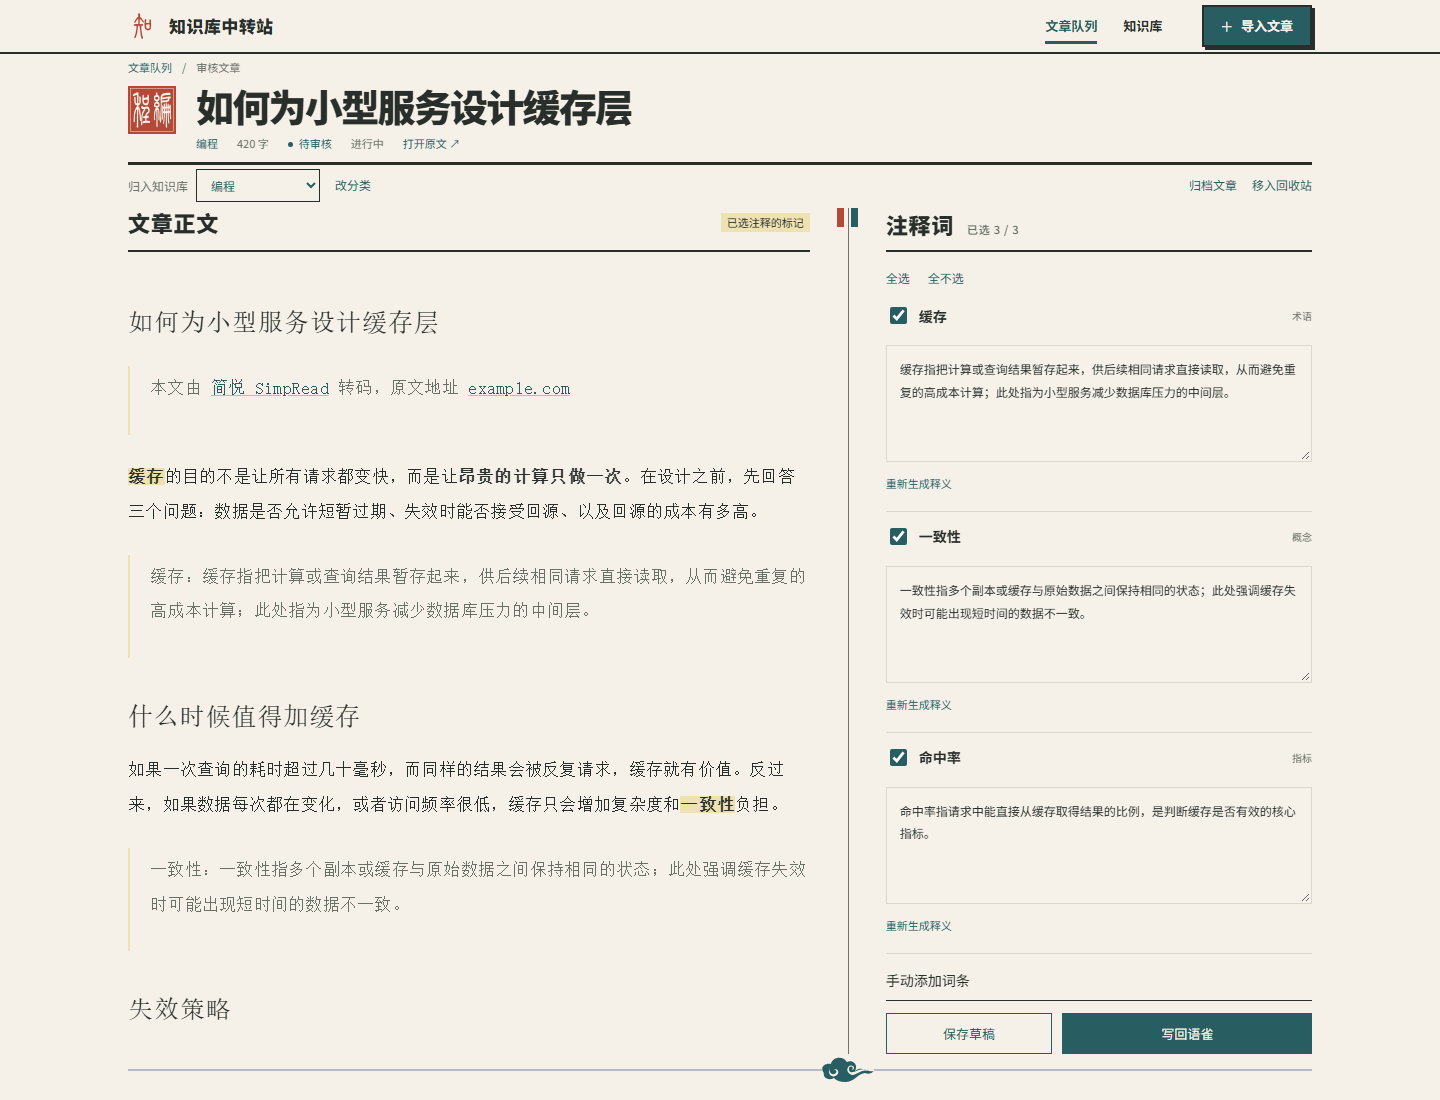 知识库中转站
文章队列
知识库
＋ 导入文章
文章队列 / 审核文章
如何为小型服务设计缓存层
编程 420 字 ● 待审核 进行中 打开原文 ↗
归入知识库 编程 改分类
归档文章 移入回收站
文章正文
已选注释的标记
如何为小型服务设计缓存层
本文由 简悦 SimpRead 转码，原文地址 example.com
缓存的目的不是让所有请求都变快，而是让昂贵的计算只做一次。在设计之前，先回答
三个问题：数据是否允许短暂过期、失效时能否接受回源、以及回源的成本有多高。
缓存：缓存指把计算或查询结果暂存起来，供后续相同请求直接读取，从而避免重复的
高成本计算；此处指为小型服务减少数据库压力的中间层。
什么时候值得加缓存
如果一次查询的耗时超过几十毫秒，而同样的结果会被反复请求，缓存就有价值。反过
来，如果数据每次都在变化，或者访问频率很低，缓存只会增加复杂度和一致性负担。
一致性：一致性指多个副本或缓存与原始数据之间保持相同的状态；此处强调缓存失效
时可能出现短时间的数据不一致。
失效策略
注释词 已选 3 / 3
全选 全不选
缓存 术语
缓存指把计算或查询结果暂存起来，供后续相同请求直接读取，从而避免重
复的高成本计算；此处指为小型服务减少数据库压力的中间层。
重新生成释义
一致性 概念
一致性指多个副本或缓存与原始数据之间保持相同的状态；此处强调缓存失
效时可能出现短时间的数据不一致。
重新生成释义
命中率 指标
命中率指请求中能直接从缓存取得结果的比例，是判断缓存是否有效的核心
指标。
重新生成释义
手动添加词条
保存草稿
写回语雀